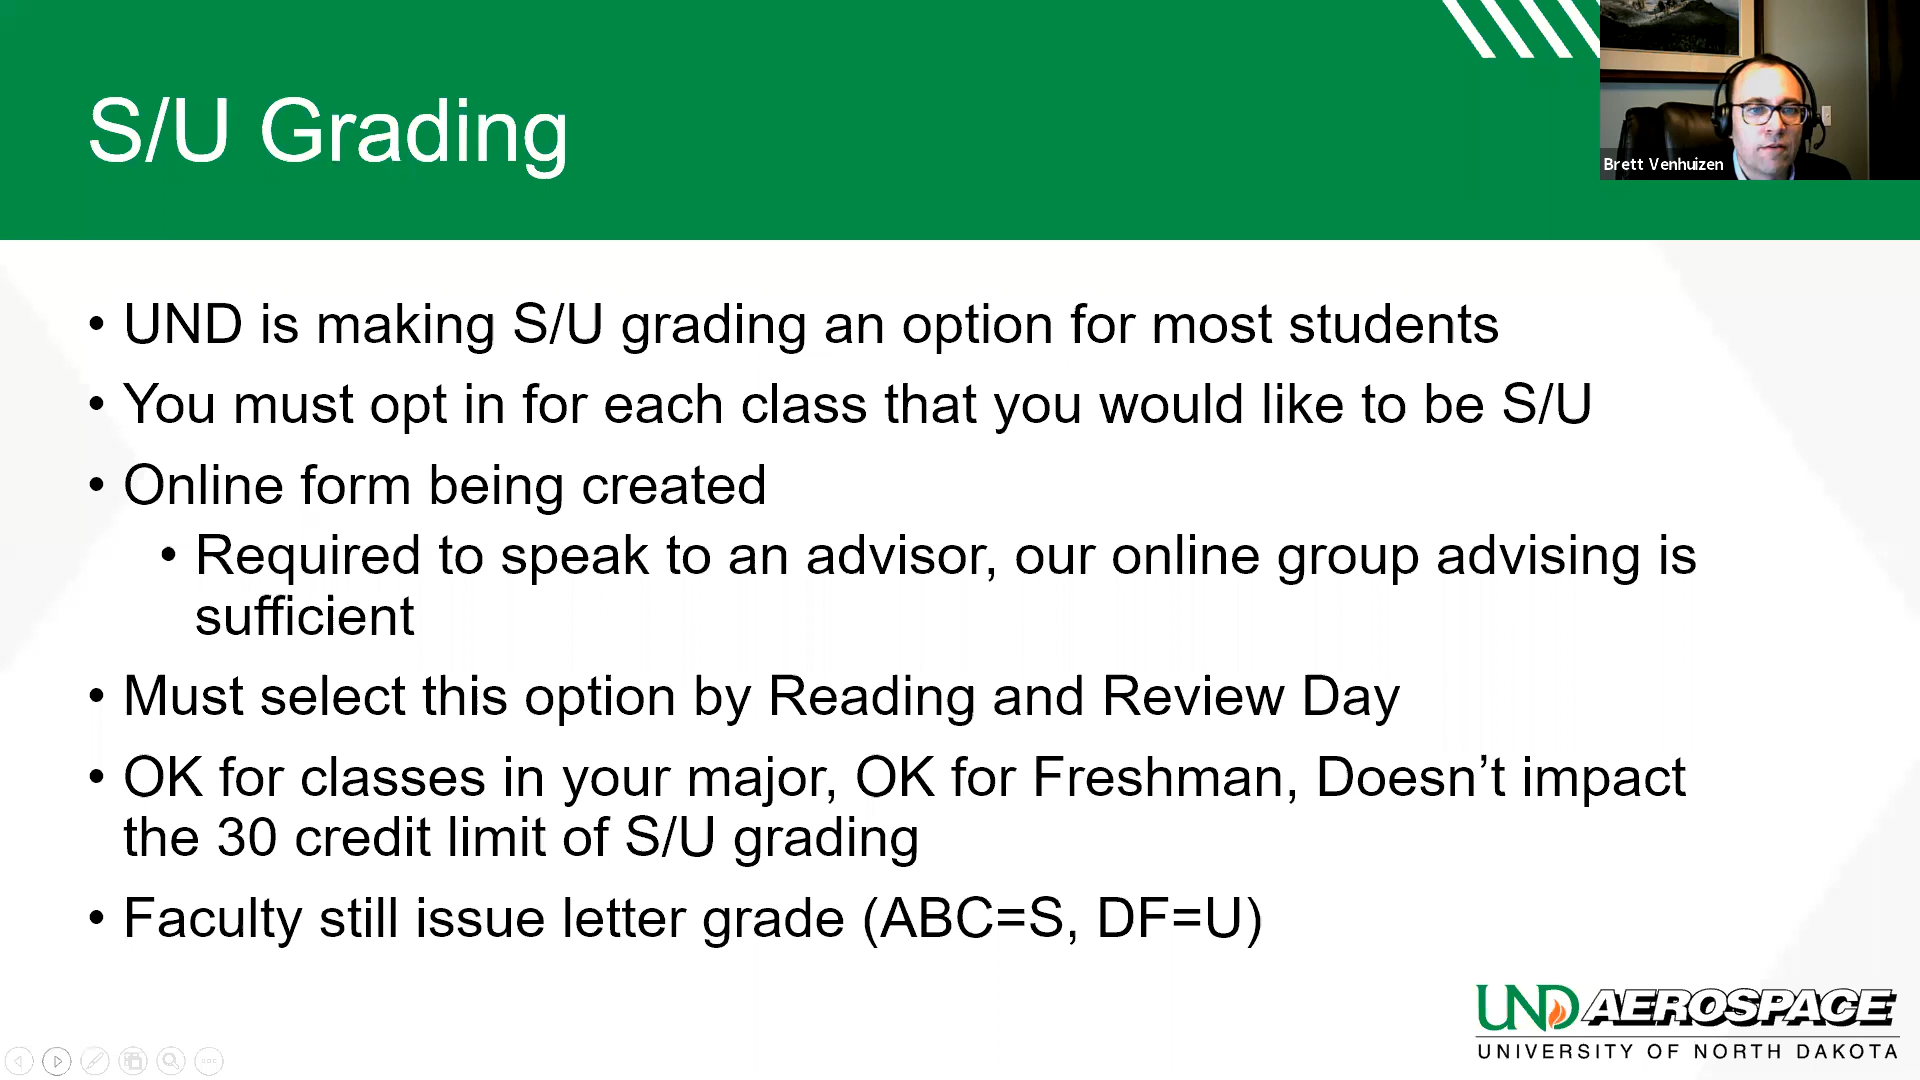 S/U Grading
Brett Venhuizen
• UND is making S/U grading an option for most students
• You must opt in for each class that you would like to be S/U
• Online form being created
• Required to speak to an advisor, our online group advising is
sufficient
• Must select this option by Reading and Review Day
• OK for classes in your major, OK for Freshman, Doesn’t impact
the 30 credit limit of S/U grading
• Faculty still issue letter grade (ABC=S, DF=U)
UND AEROSPACE
UNIVERSITY OF NORTH DAKOTA